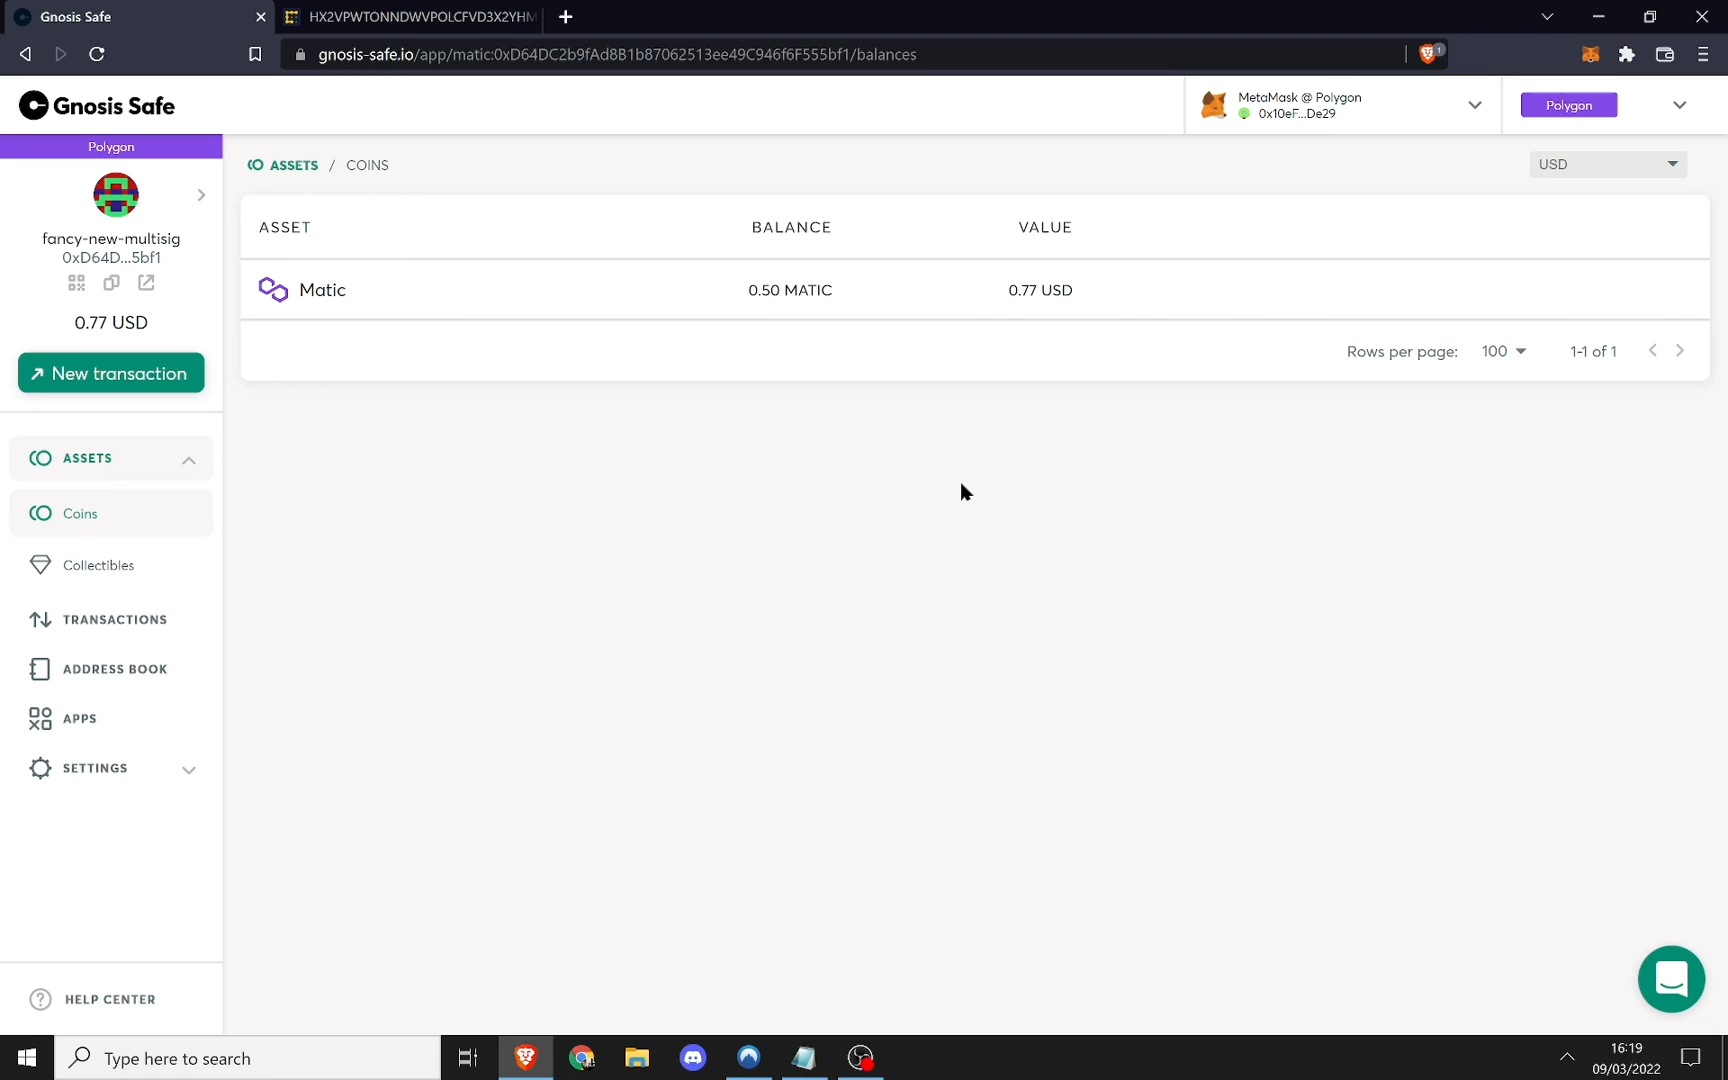 Gnosis Safe
HX2VPWTONNDWVPOLCFVD3X2YHM
gnosis-safe.io/app/matic:0xD64DC2b9fAd8B1b87062513ee49C946f6F555bf1/balances
1
Gnosis Safe
MetaMask @ Polygon
0x10eF...De29
Polygon
Polygon
fancy-new-multisig
0xD64D...5bf1
0.77 USD
New transaction
ASSETS
Coins
Collectibles
TRANSACTIONS
ADDRESS BOOK
APPS
SETTINGS
HELP CENTER
ASSETS / COINS
USD
ASSET BALANCE VALUE
Matic 0.50 MATIC 0.77 USD
Rows per page: 100 1-1 of 1
Type here to search
16:19
09/03/2022